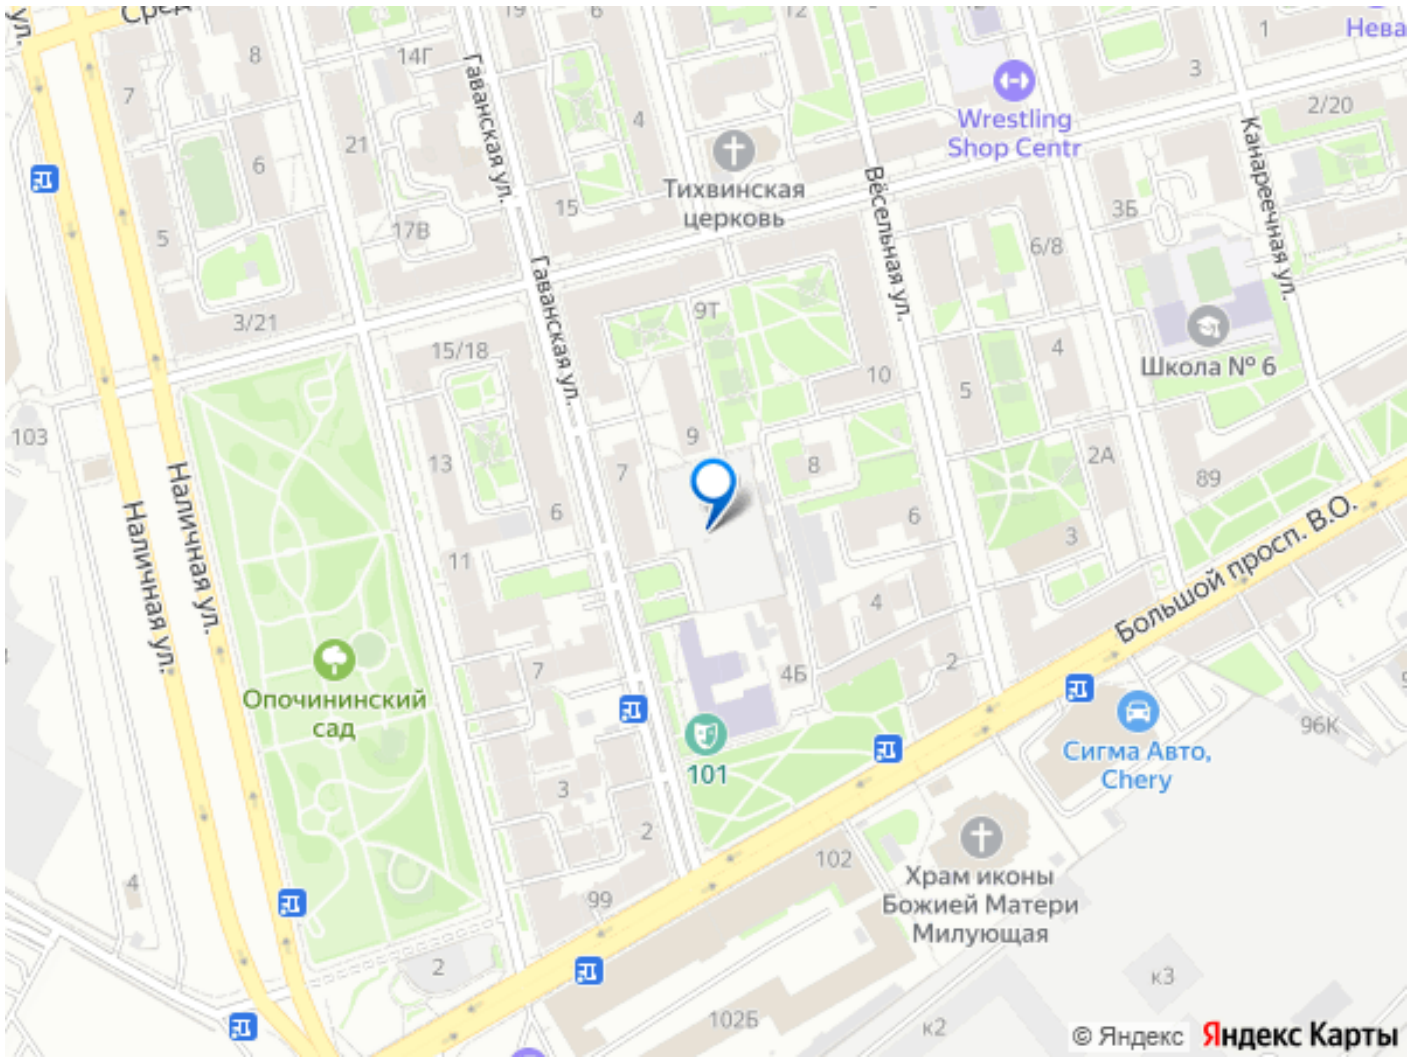 ул.
Сред
19
6
12
1
Нева
14Г
8
7
3
2/20
Wrestling
Shop Centr
4
21
6
Гаванская ул.
Тихвинская
церковь
15
Вёсельная ул.
Канареечная ул.
3Б
17В
5
6/8
3/21
9Т
15/18
Гаванская ул.
4
Школа № 6
10
5
103
9
13
7
8
2А
89
Наличная ул.
Наличная ул.
6
6
3
11
Большой просп. В.О.
4
7
4Б
2
Опочининский
сад
96К
101
Сигма Авто,
Chery
3
2
102
4
99
Храм иконы
Божией Матери
Милующая
2
к3
102Б
к2
© Яндекс
Яндекс Карты